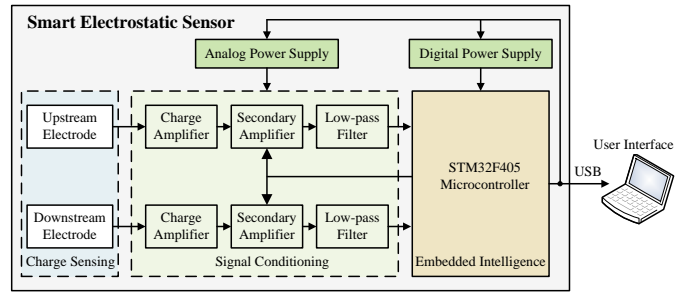 Smart Electrostatic Sensor
Analog Power Supply
Digital Power Supply
Upstream
Electrode
Charge
Amplifier
Secondary
Amplifier
Low-pass
Filter
STM32F405
Microcontroller
User Interface
USB
Downstream
Electrode
Charge
Amplifier
Secondary
Amplifier
Low-pass
Filter
Charge Sensing
Signal Conditioning
Embedded Intelligence